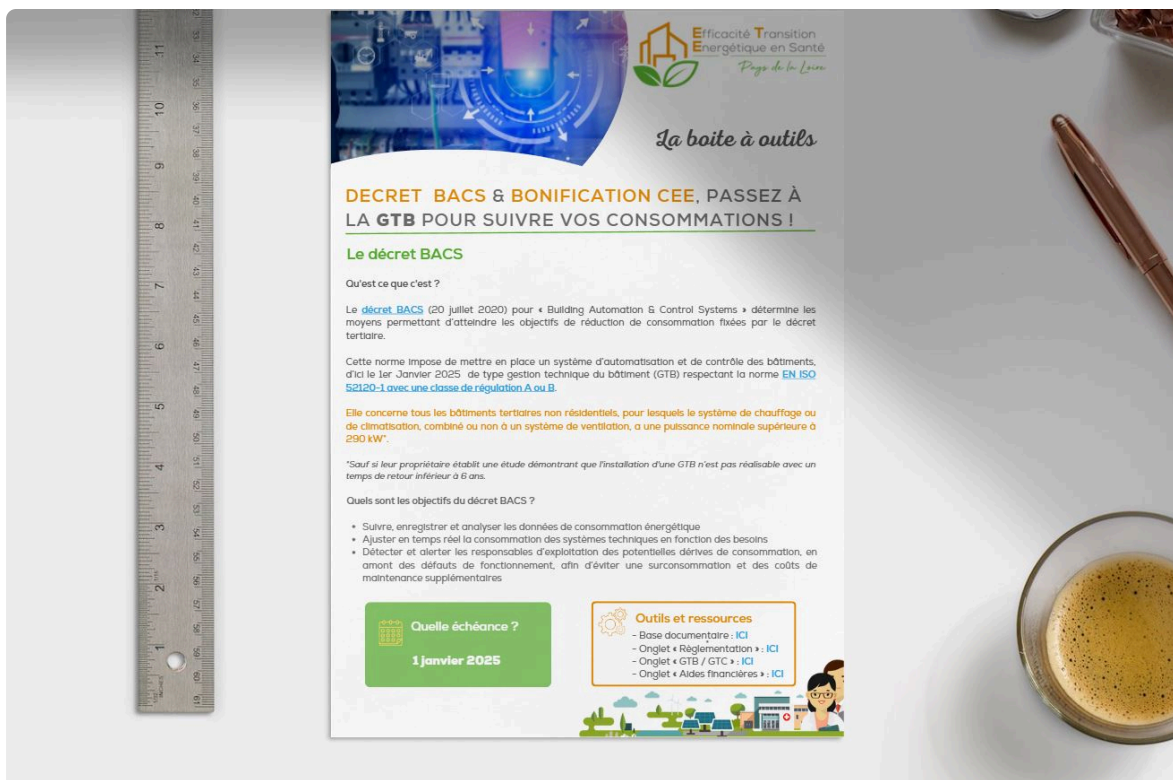 Efficacité Transition
Énergétique en Santé
Pays de la Loire
La boite à outils
DECRET BACS & BONIFICATION CEE, PASSEZ À
LA GTB POUR SUIVRE VOS CONSOMMATIONS !
Le décret BACS
Qu'est ce que c'est ?
Le décret BACS (20 juillet 2020) pour « Building Automation & Control Systems » détermine les
moyens permettant d'atteindre les objectifs de réduction de consommation fixées par le décret
tertiaire.
Cette norme impose de mettre en place un système d'automatisation et de contrôle des bâtiments,
d'ici le 1er Janvier 2025 de type gestion technique du bâtiment (GTB) respectant la norme EN ISO
52120-1 avec une classe de régulation A ou B.
Elle concerne tous les bâtiments tertiaires non résidentiels, pour lesquels le système de chauffage ou
de climatisation, combiné ou non à un système de ventilation, a une puissance nominale supérieure à
290 kW*.
*Sauf si leur propriétaire établit une étude démontrant que l'installation d'une GTB n'est pas réalisable avec un
temps de retour inférieur à 6 ans.
Quels sont les objectifs du décret BACS ?
• Suivre, enregistrer et analyser les données de consommation énergétique
• Ajuster en temps réel la consommation des systèmes techniques en fonction des besoins
• Détecter et alerter les responsables d'exploitation des potentielles dérives de consommation, en
amont des défauts de fonctionnement, afin d'éviter une surconsommation et des coûts de
maintenance supplémentaires
Quelle échéance ?
1 janvier 2025
Outils et ressources
- Base documentaire : ICI
Onglet « Règlementation » : ICI
Onglet « GTB / GTC » : ICI
Onglet « Aides financières » : ICI